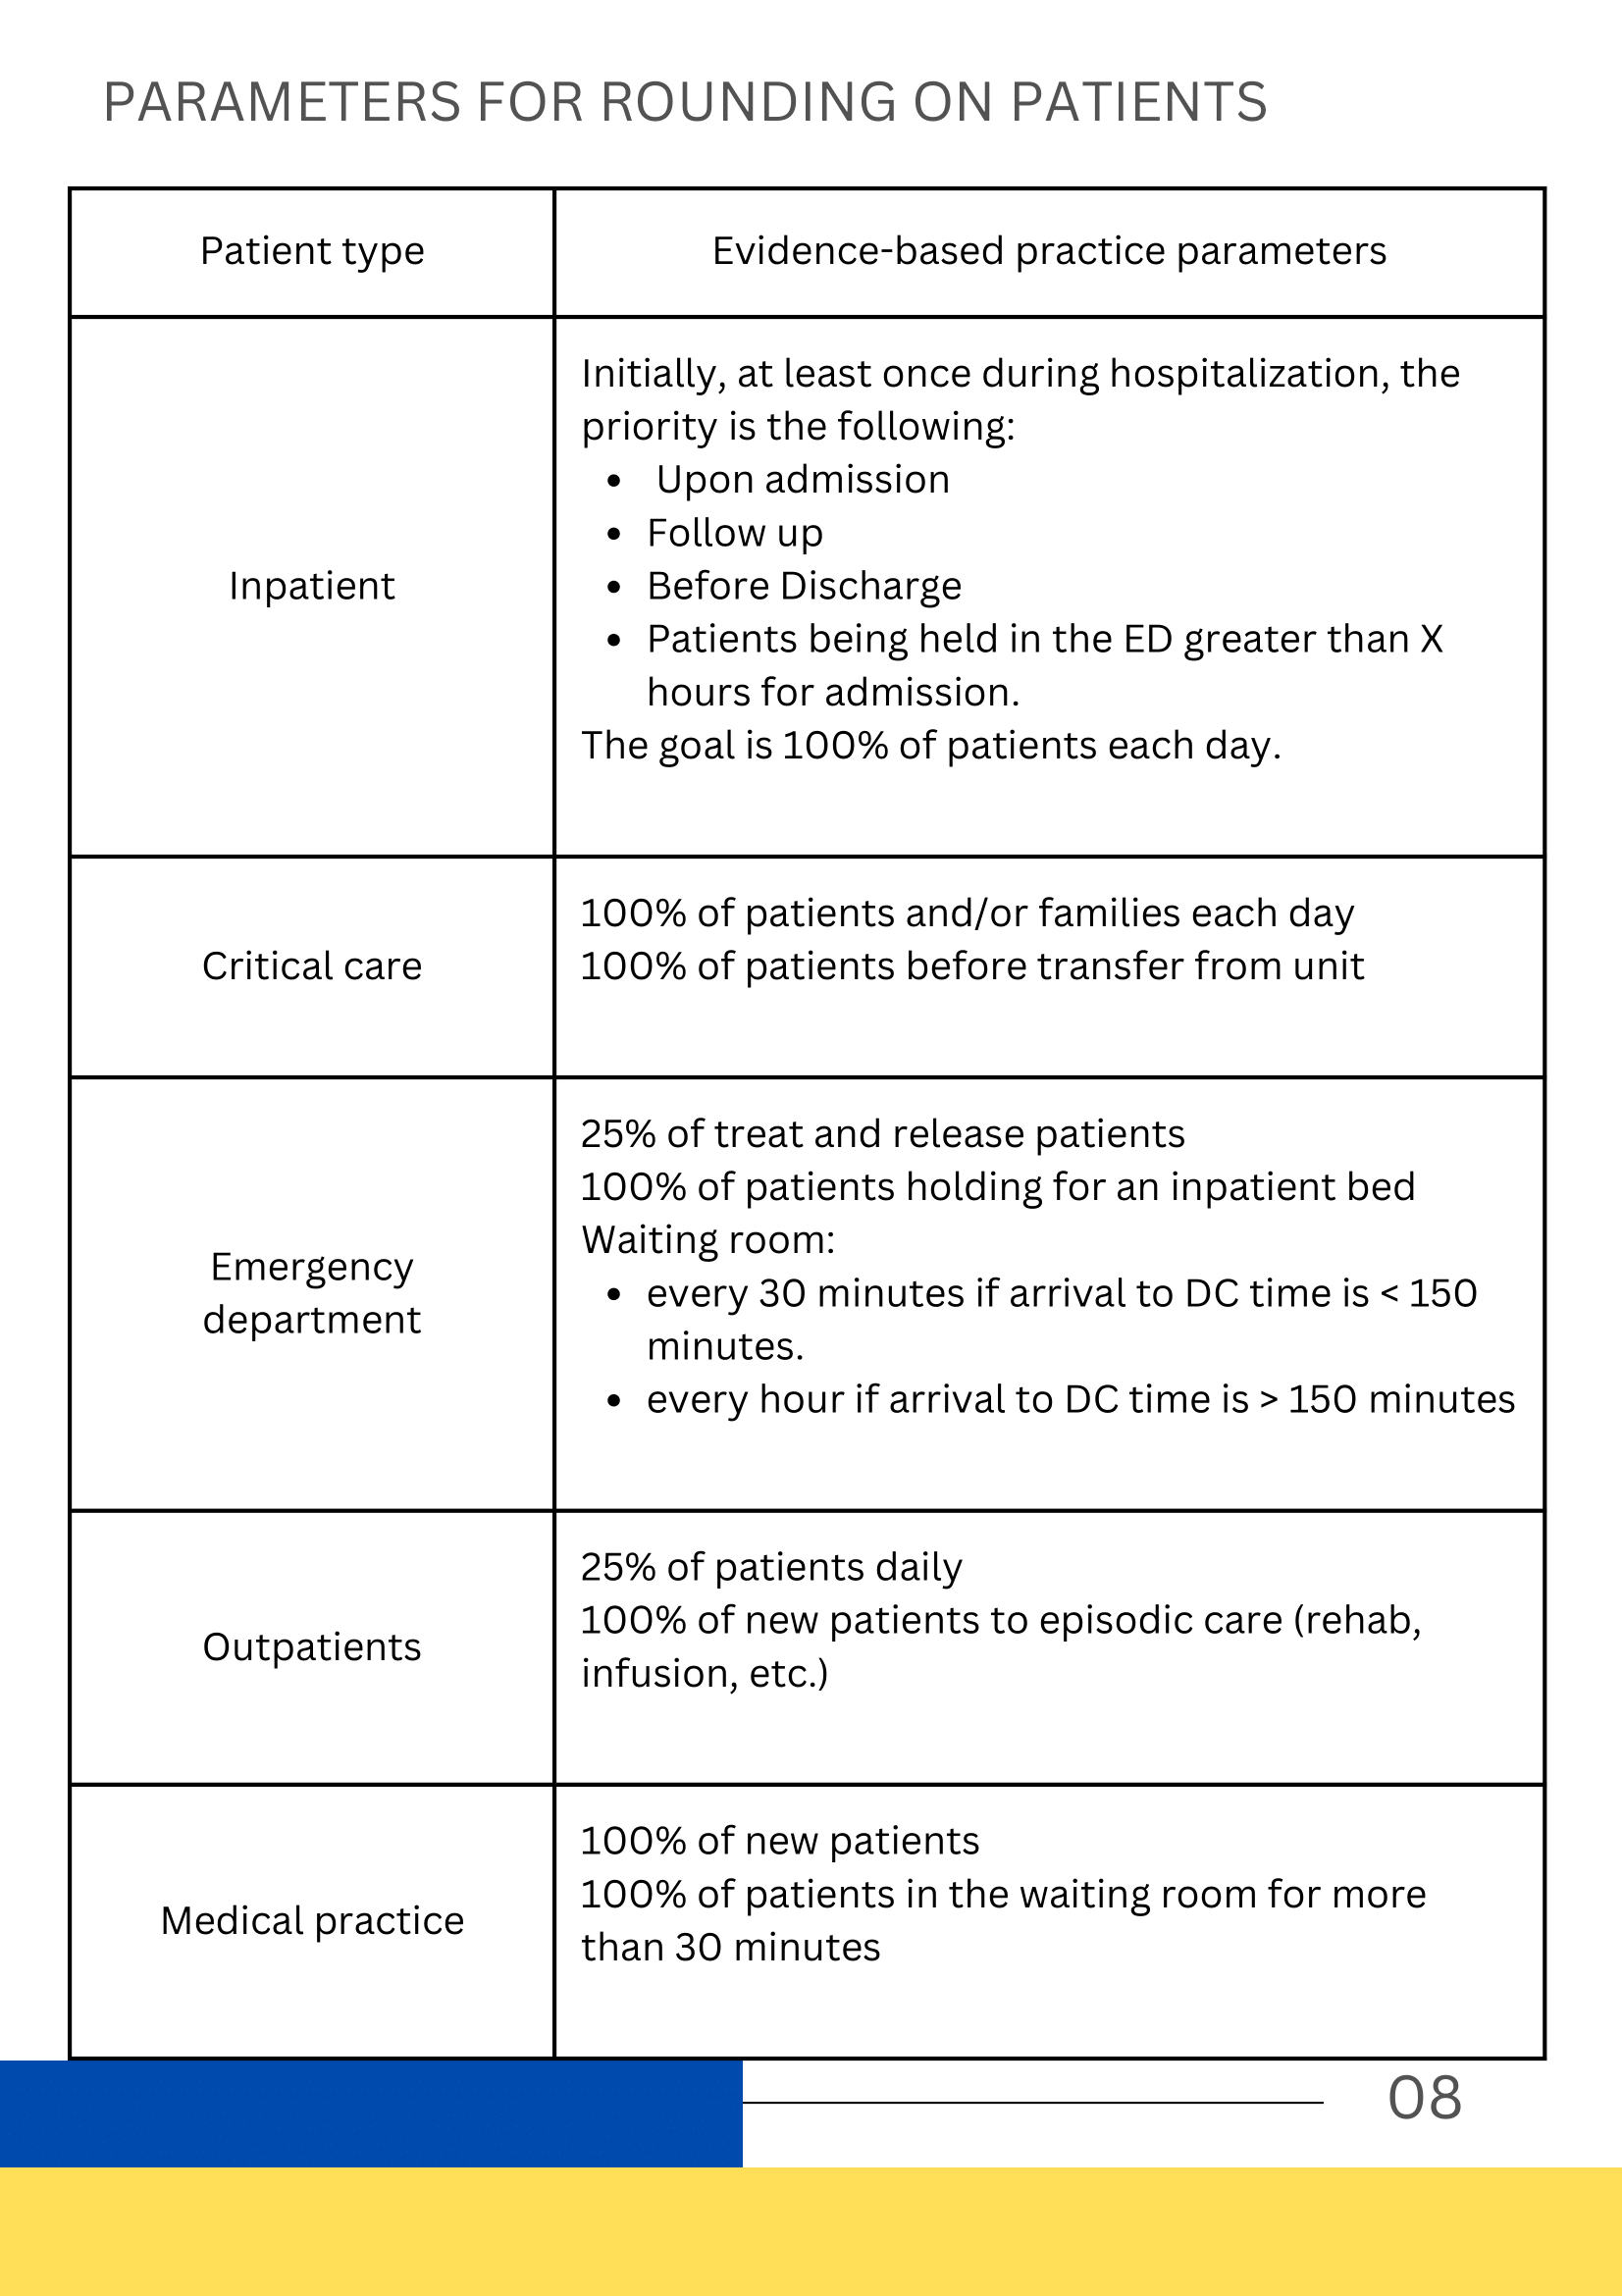 PARAMETERS FOR ROUNDING ON PATIENTS
Patient type
Evidence-based practice parameters
Inpatient
Initially, at least once during hospitalization, the
priority is the following:
• Upon admission
• Follow up
• Before Discharge
• Patients being held in the ED greater than X
hours for admission.
The goal is 100% of patients each day.
Critical care
100% of patients and/or families each day
100% of patients before transfer from unit
Emergency
department
25% of treat and release patients
100% of patients holding for an inpatient bed
Waiting room:
• every 30 minutes if arrival to DC time is < 150
minutes.
• every hour if arrival to DC time is > 150 minutes
Outpatients
25% of patients daily
100% of new patients to episodic care (rehab,
infusion, etc.)
Medical practice
100% of new patients
100% of patients in the waiting room for more
than 30 minutes
08